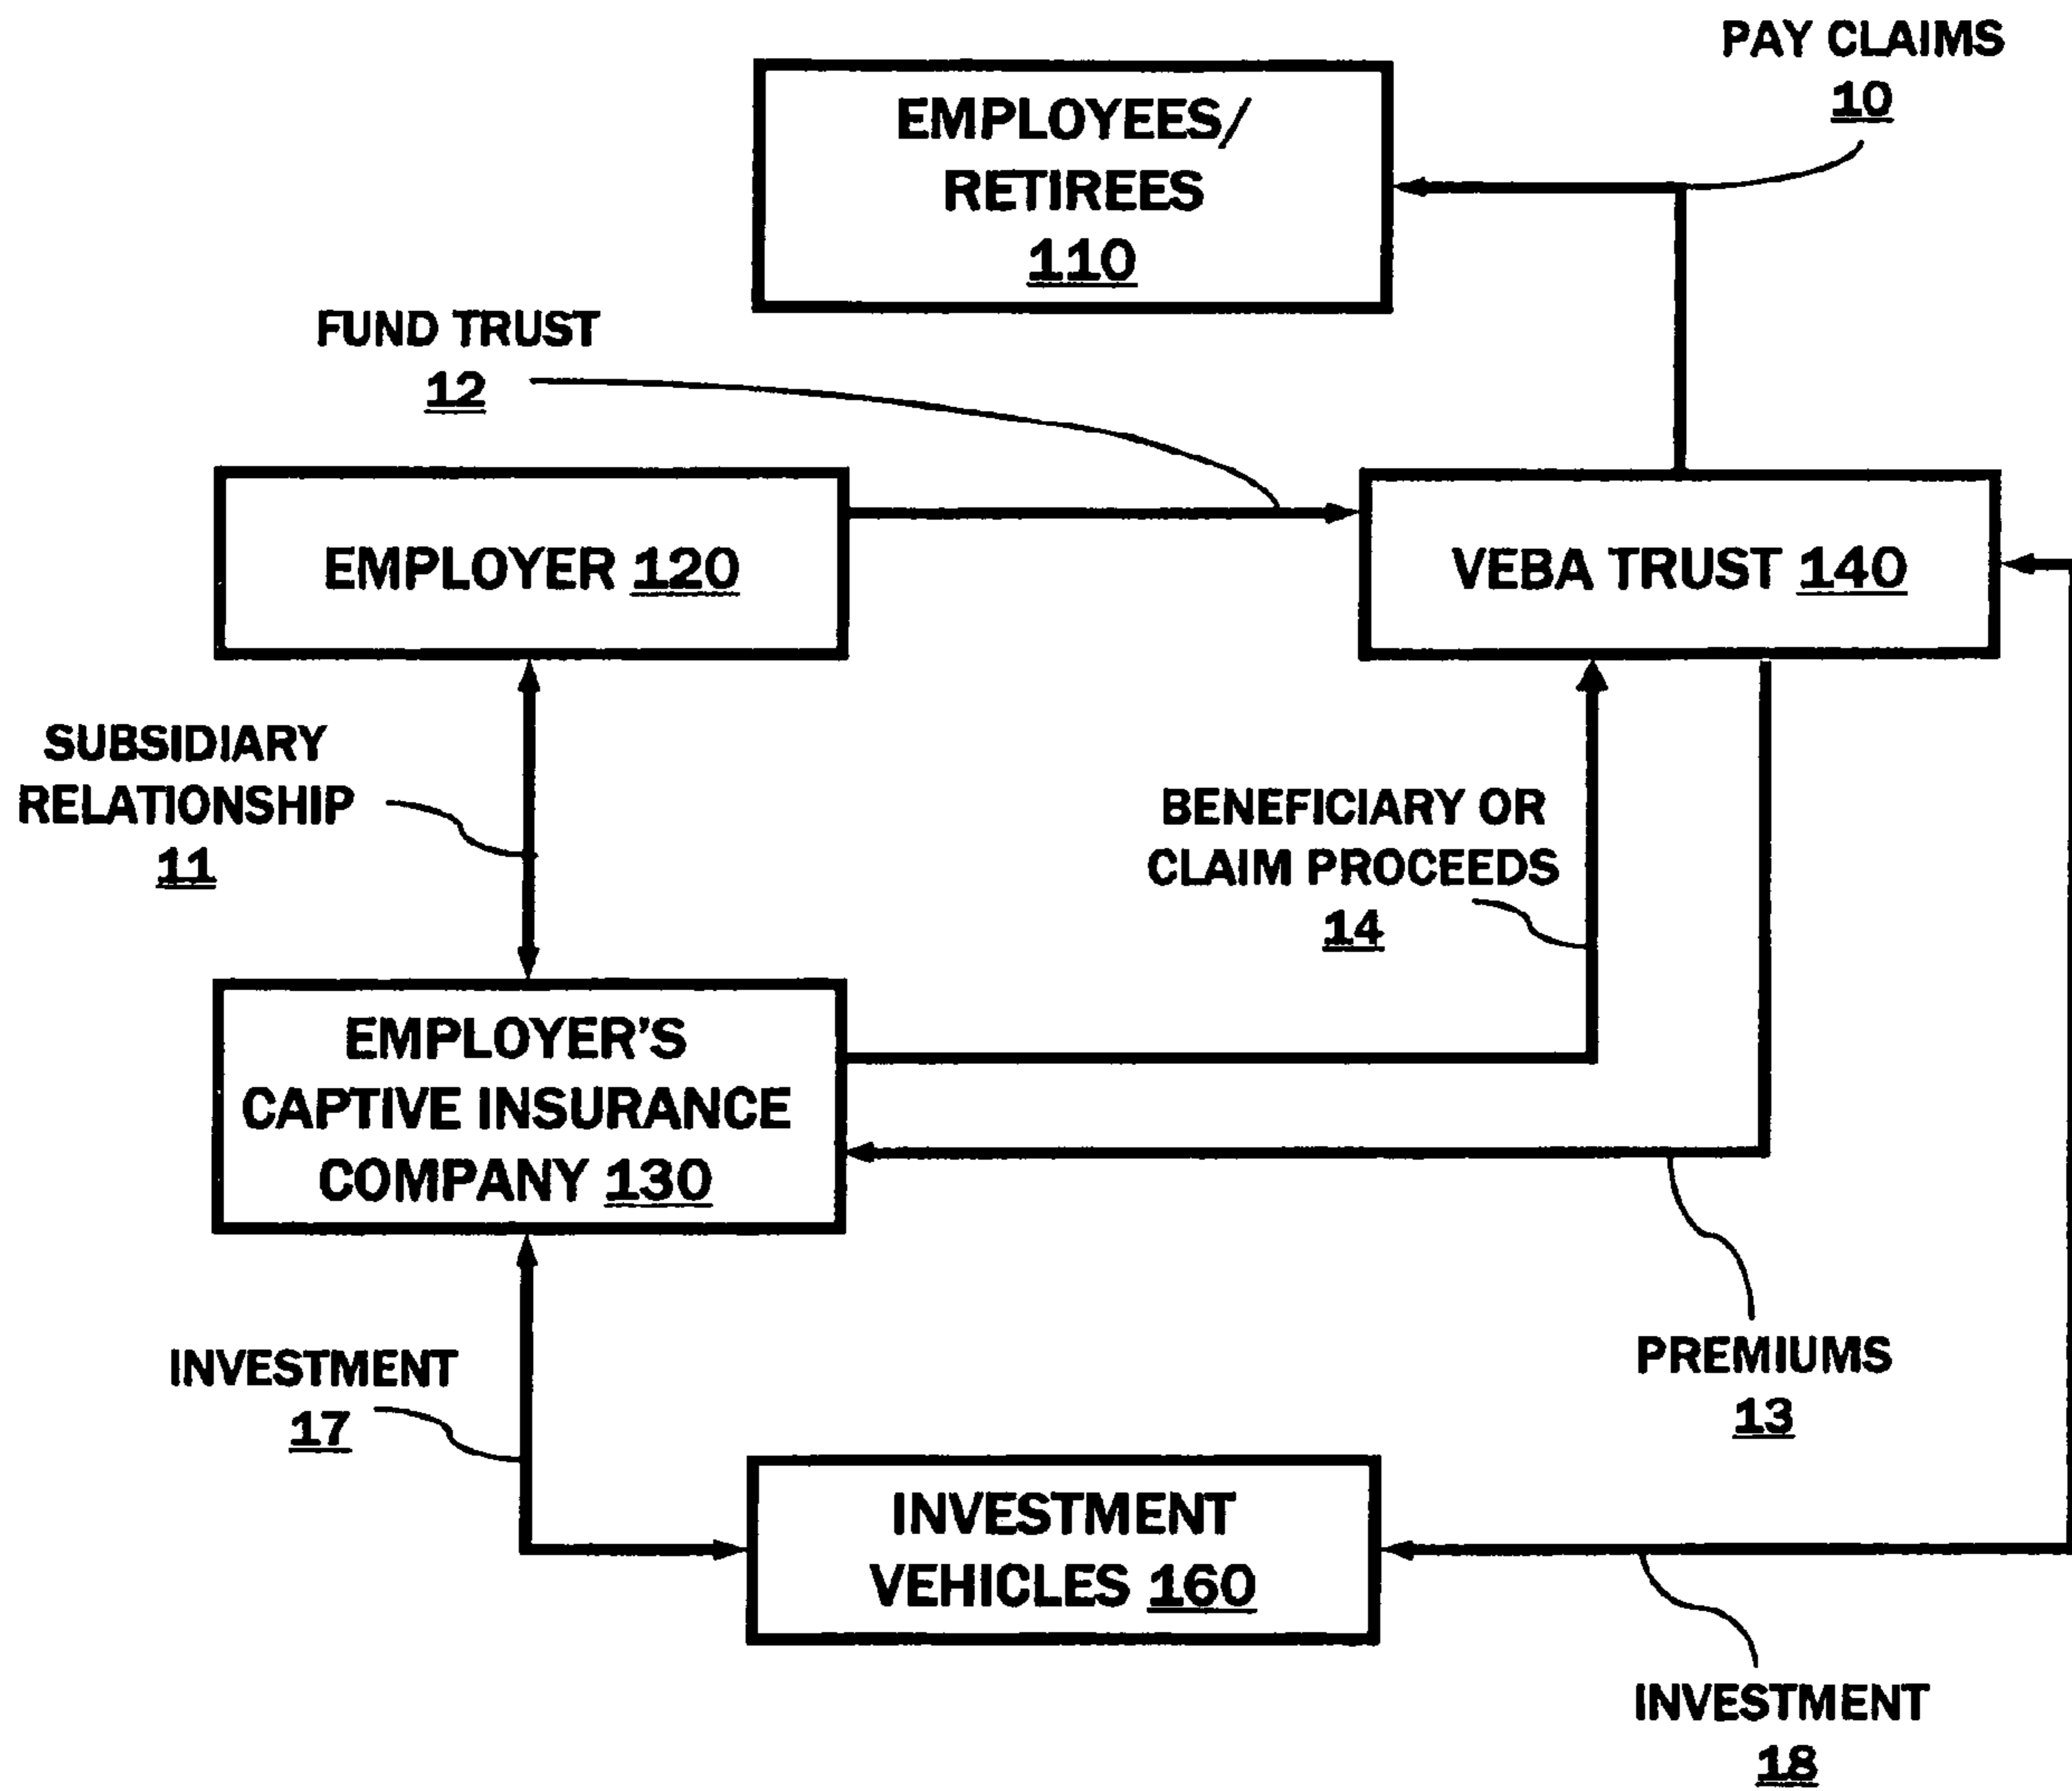 PAY CLAIMS
10
EMPLOYEES/
RETIREES
110
FUND TRUST
12
EMPLOYER 120
VEBA TRUST 140
SUBSIDIARY
RELATIONSHIP
11
BENEFICIARY OR
CLAIM PROCEEDS
14
EMPLOYER'S
CAPTIVE INSURANCE
COMPANY 130
PREMIUMS
13
INVESTMENT
17
INVESTMENT
VEHICLES 160
INVESTMENT
18